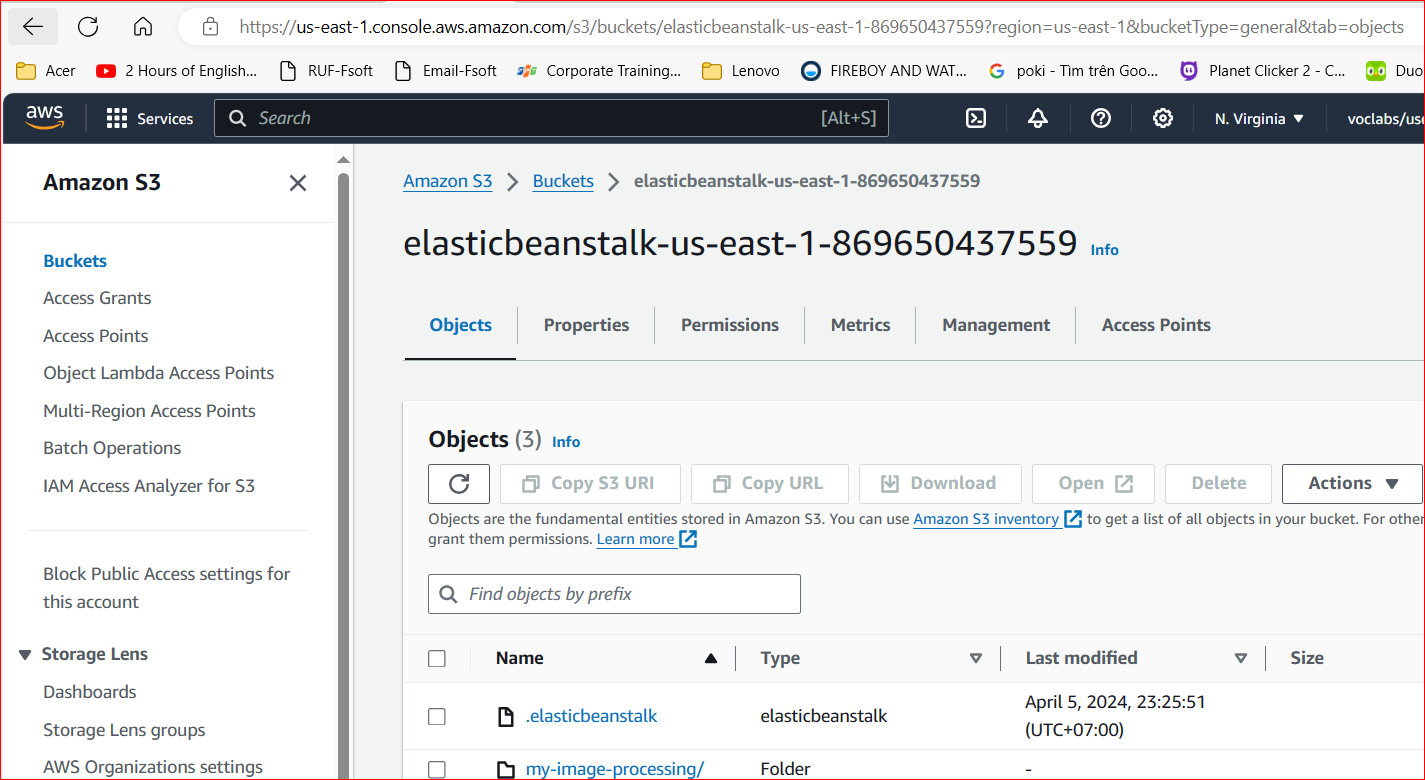 https://us-east-1.console.aws.amazon.com/s3/buckets/elasticbeanstalk-us-east-1-869650437559?region=us-east-1&bucketType=general&tab=objects
Acer 2 Hours of English... RUF-Fsoft Email-Fsoft Corporate Training... Lenovo FIREBOY AND WAT... poki - Tìm trên Goo... Planet Clicker 2 - C... Duo
aws Services Search [Alt+S] N. Virginia voclabs/use
Amazon S3
Buckets
Access Grants
Access Points
Object Lambda Access Points
Multi-Region Access Points
Batch Operations
IAM Access Analyzer for S3
Block Public Access settings for
this account
Storage Lens
Dashboards
Storage Lens groups
AWS Organizations settings
Amazon S3 Buckets elasticbeanstalk-us-east-1-869650437559
elasticbeanstalk-us-east-1-869650437559 Info
Objects Properties Permissions Metrics Management Access Points
Objects (3) Info
Copy S3 URI Copy URL Download Open Delete Actions
Objects are the fundamental entities stored in Amazon S3. You can use Amazon S3 inventory to get a list of all objects in your bucket. For other
grant them permissions. Learn more
Find objects by prefix
Name Type Last modified Size
.elasticbeanstalk elasticbeanstalk April 5, 2024, 23:25:51
(UTC+07:00)
my-image-processing/ Folder -